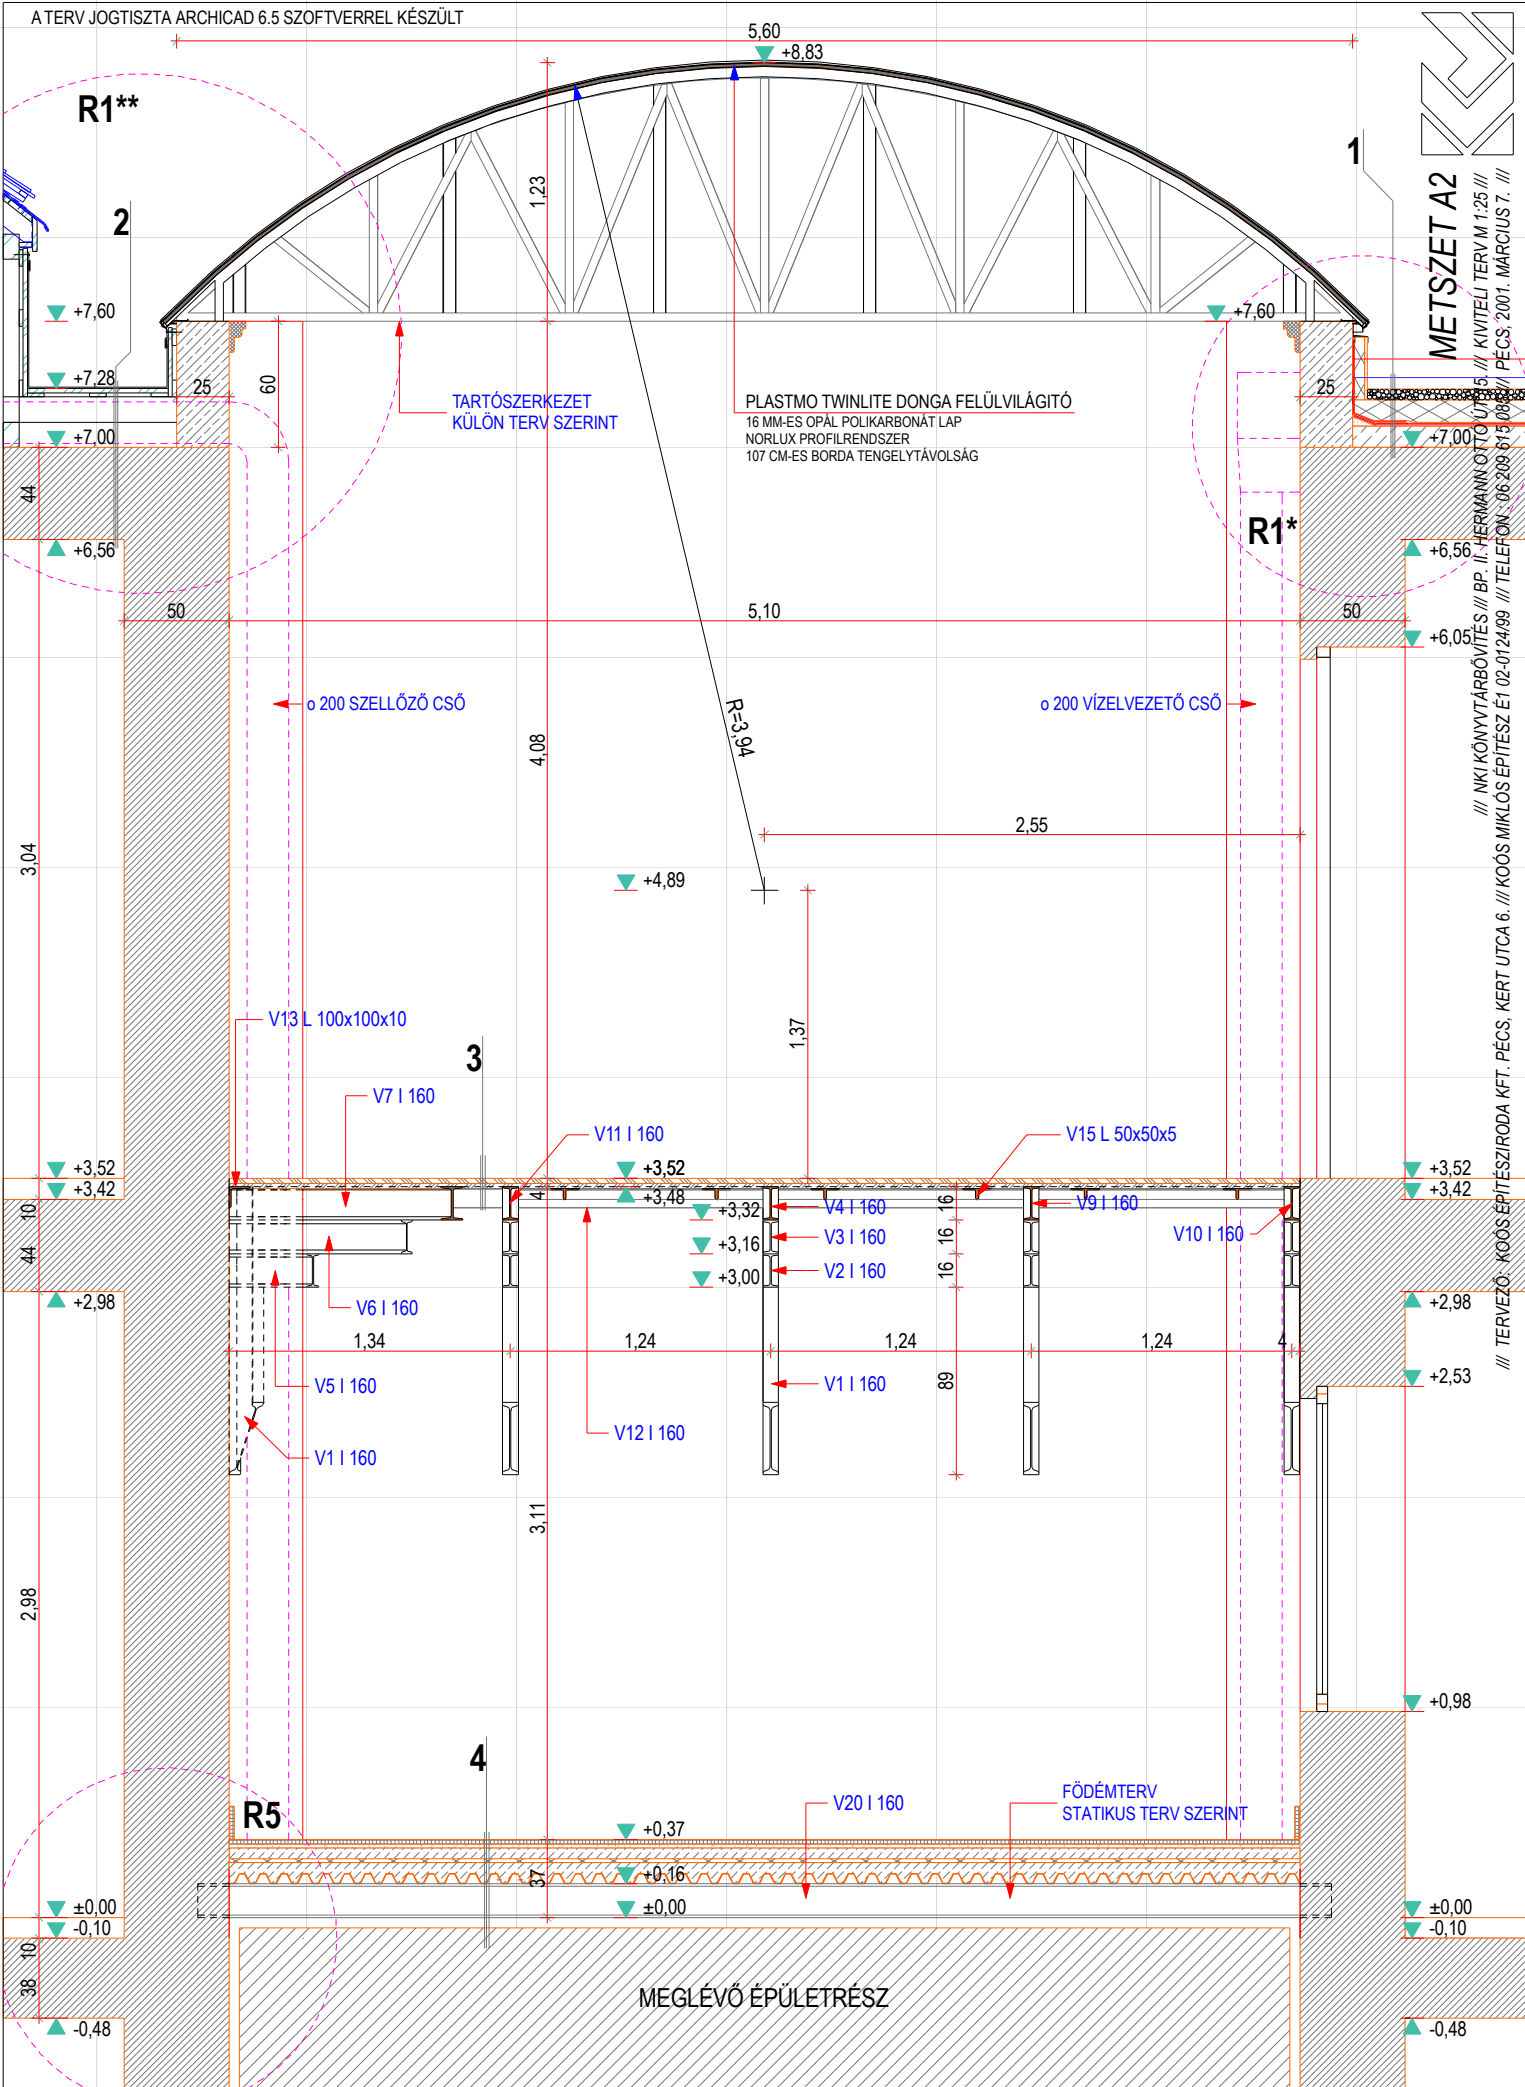 A TERV JOGTISZTA ARCHICAD 6.5 SZOFTVERREL KÉSZÜLT
5,60
+8,83
R1**
1
2
1,23
METSZET A2
/// NKI KÖNYVTÁRBŐVÍTÉS /// BP. II. HERMANN OTTO ÚT 15. /// KIVITELI TERV M 1:25 ///
/// TERVEZŐ: KOÓS ÉPÍTÉSZIRODA KFT. PÉCS, KERT UTCA 6. /// KOÓS MIKLÓS ÉPÍTÉSZ É1 02-0124/99 /// TELEFON : 06 209 615 088 /// PÉCS, 2001. MÁRCIUS 7. ///
+7,60
+7,60
+7,28
25
60
25
TARTÓSZERKEZET
KÜLÖN TERV SZERINT
PLASTMO TWINLITE DONGA FELÜLVILÁGITÓ
16 MM-ES OPÁL POLIKARBONÁT LAP
NORLUX PROFILRENDSZER
107 CM-ES BORDA TENGELYTÁVOLSÁG
+7,00
+7,00
44
R1*
+6,56
+6,56
50
5,10
50
+6,05
o 200 SZELLŐZŐ CSŐ
o 200 VÍZELVEZETŐ CSŐ
R=3,94
4,08
2,55
3,04
+4,89
1,37
V13 L 100x100x10
3
V7 I 160
V11 I 160
V15 L 50x50x5
+3,52
+3,52
+3,52
+3,42
4
+3,48
+3,42
10
+3,32
V4 I 160
16
V9 I 160
44
+3,16
V3 I 160
16
V10 I 160
+3,00
V2 I 160
16
+2,98
V6 I 160
+2,98
1,34
1,24
1,24
1,24
4
V5 I 160
V1 I 160
89
+2,53
V12 I 160
V1 I 160
3,11
2,98
+0,98
4
R5
V20 I 160
FÖDÉMTERV
STATIKUS TERV SZERINT
+0,37
+0,16
37
±0,00
±0,00
±0,00
-0,10
-0,10
10
38
MEGLÉVŐ ÉPÜLETRÉSZ
-0,48
-0,48